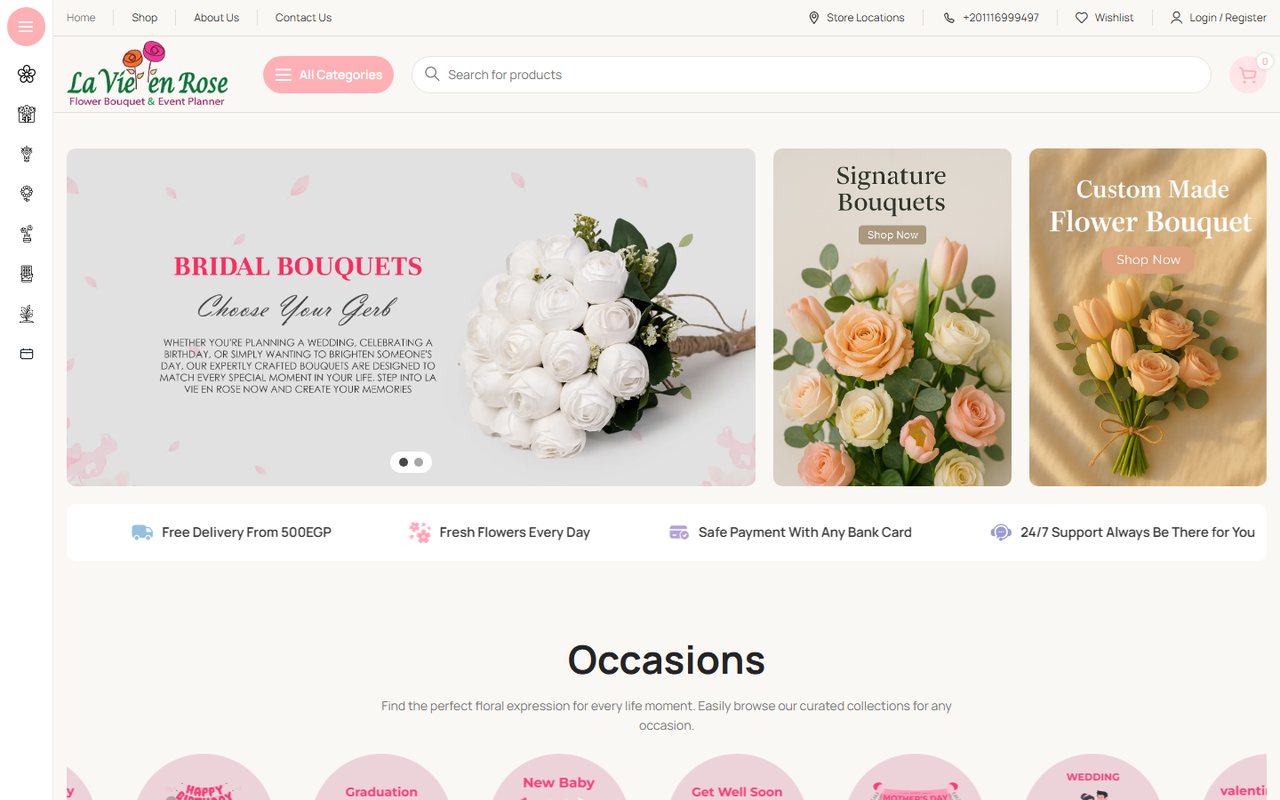 Home
Shop
About Us
Contact Us
Store Locations
+201116999497
Wishlist
Login / Register
La Vie en Rose
Flower Bouquet & Event Planner
All Categories
Search for products
0
BRIDAL BOUQUETS
Choose Your Gerb
WHETHER YOU'RE PLANNING A WEDDING, CELEBRATING A
BIRTHDAY, OR SIMPLY WANTING TO BRIGHTEN SOMEONE'S
DAY, OUR EXPERTLY CRAFTED BOUQUETS ARE DESIGNED TO
MATCH EVERY SPECIAL MOMENT IN YOUR LIFE. STEP INTO LA
VIE EN ROSE NOW AND CREATE YOUR MEMORIES
Signature
Bouquets
Shop Now
Custom Made
Flower Bouquet
Shop Now
Free Delivery From 500EGP
Fresh Flowers Every Day
Safe Payment With Any Bank Card
24/7 Support Always Be There for You
Occasions
Find the perfect floral expression for every life moment. Easily browse our curated collections for any
occasion.
HAPPY
BIRTHDAY
Graduation
New Baby
Get Well Soon
MOTHER'S DAY
WEDDING